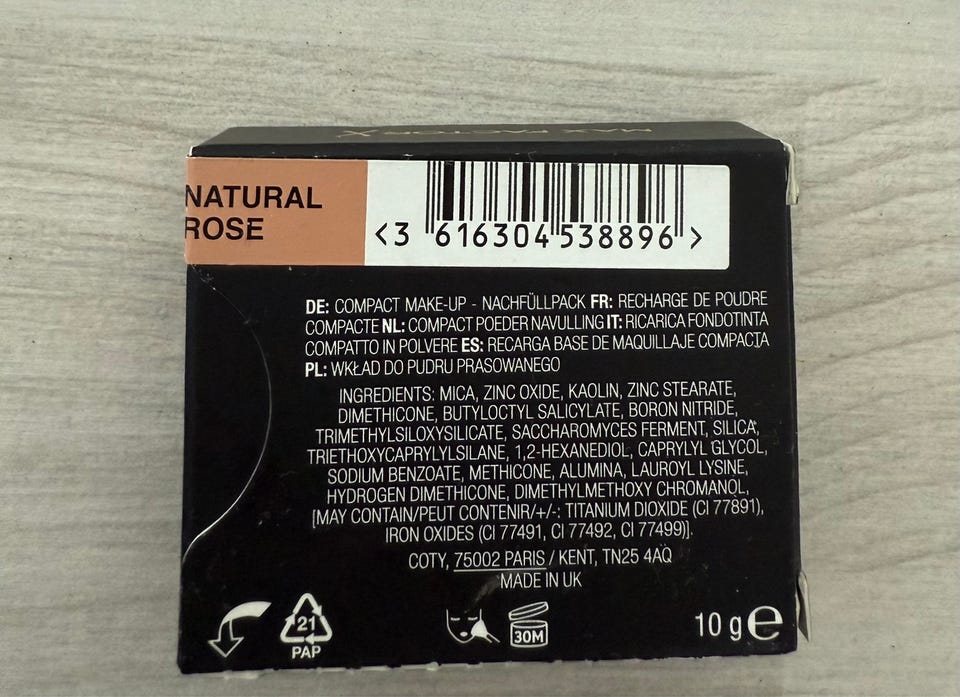 MAX FACTOR X
NATURAL
ROSE
<3 616304 538896 >
DE: COMPACT MAKE-UP - NACHFÜLLPACK FR: RECHARGE DE POUDRE
COMPACTE NL: COMPACT POEDER NAVULLING IT: RICARICA FONDOTINTA
COMPATTO IN POLVERE ES: RECARGA BASE DE MAQUILLAJE COMPACTA
PL: WKŁAD DO PUDRU PRASOWANEGO
INGREDIENTS: MICA, ZINC OXIDE, KAOLIN, ZINC STEARATE,
DIMETHICONE, BUTYLOCTYL SALICYLATE, BORON NITRIDE,
TRIMETHYLSILOXYSILICATE, SACCHAROMYCES FERMENT, SILICA,
TRIETHOXYCAPRYLYLSILANE, 1,2-HEXANEDIOL, CAPRYLYL GLYCOL,
SODIUM BENZOATE, METHICONE, ALUMINA, LAUROYL LYSINE,
HYDROGEN DIMETHICONE, DIMETHYLMETHOXY CHROMANOL,
[MAY CONTAIN/PEUT CONTENIR/+/-: TITANIUM DIOXIDE (CI 77891),
IRON OXIDES (CI 77491, CI 77492, CI 77499)].
COTY, 75002 PARIS / KENT, TN25 4AQ
MADE IN UK
21
PAP
30M
10 g e